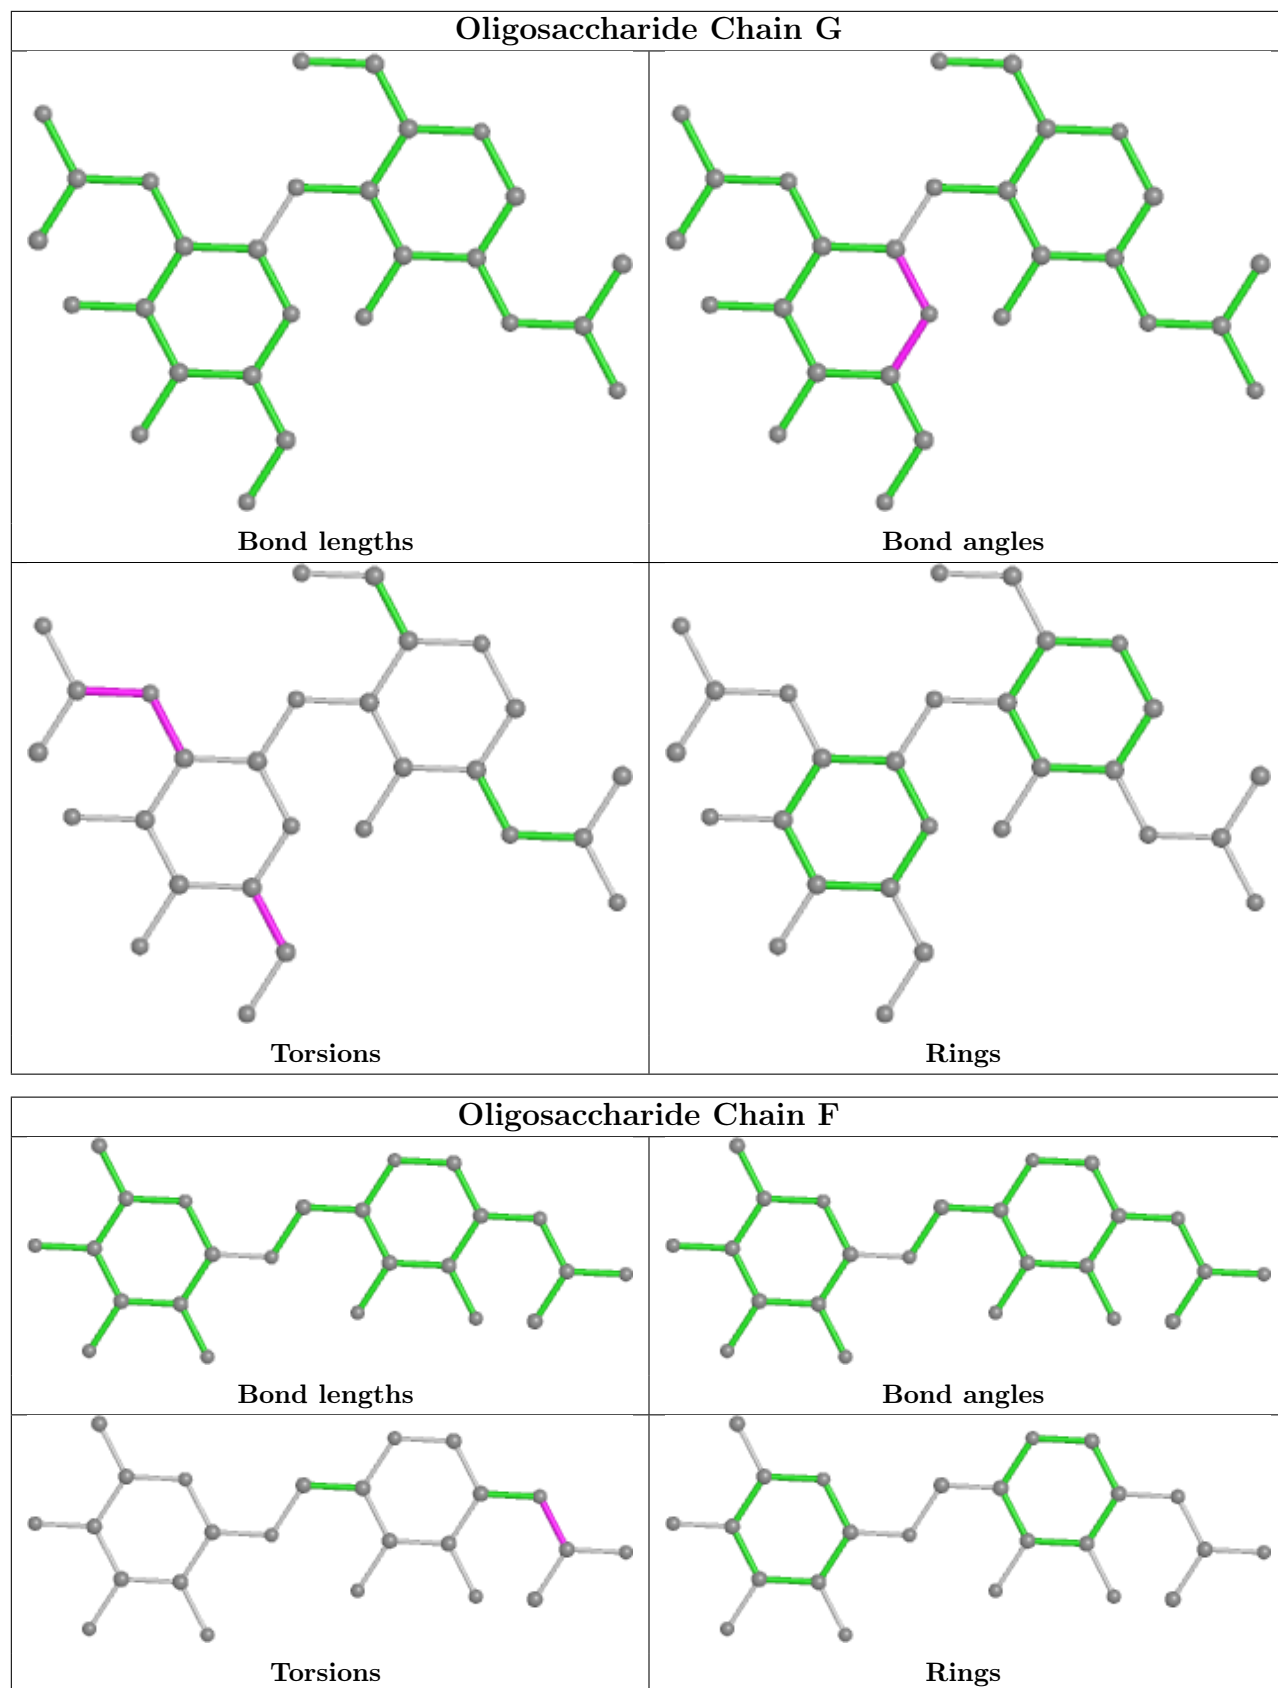 Oligosaccharide Chain G
Bond lengths
Bond angles
Torsions
Rings
Oligosaccharide Chain F
Bond lengths
Bond angles
Torsions
Rings